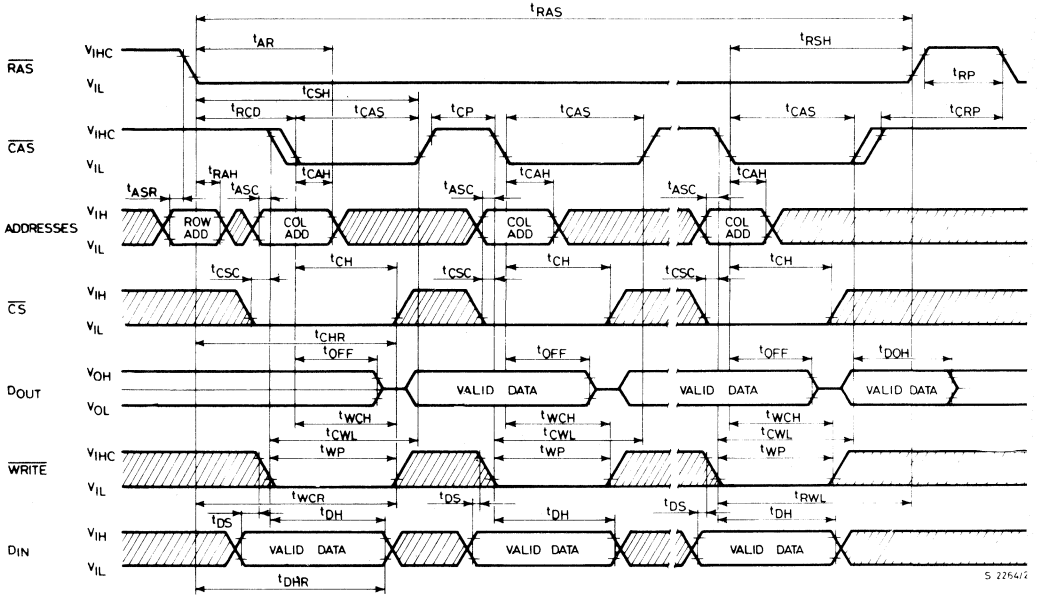 tRAS
tAR
tRSH
RAS
VIHC
VIL
tRP
tCSH
tRCD
tCAS
tCP
tCAS
tCAS
tCRP
CAS
VIHC
VIL
tRAH
tCAH
tCAH
tCAH
tASR
tASC
tASC
tASC
ADDRESSES
VIH
VIL
ROW ADD
COL ADD
COL ADD
COL ADD
tCSC
tCH
tCSC
tCH
tCSC
tCH
CS
VIH
VIL
tCHR
tOFF
tOFF
tOFF
tDOH
DOUT
VOH
VOL
VALID DATA
VALID DATA
VALID DATA
tWCH
tWCH
tWCH
tCWL
tCWL
tCWL
tWP
tWP
tWP
WRITE
VIHC
VIL
tWCR
tDS
tRWL
tDS
tDH
tDH
tDS
tDH
DIN
VIH
VIL
VALID DATA
VALID DATA
VALID DATA
tDHR
S 2264/2